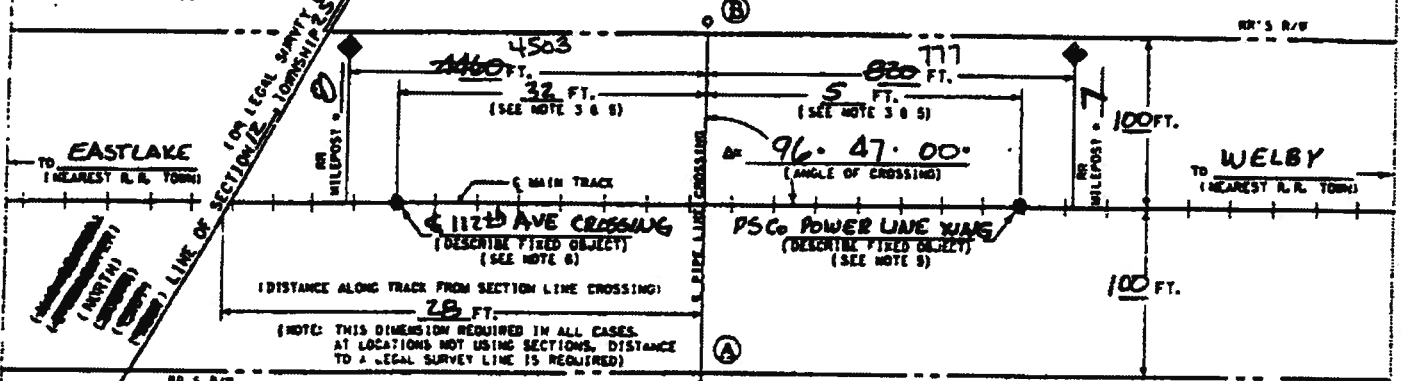 B
RR'S R/W
(OR LEGAL SURVEY
LINE OF SECTION 12 TOWNSHIP 2S
4503
4460 FT.
777
820 FT.
32 FT.
(SEE NOTE 3 & 5)
5 FT.
(SEE NOTE 3 & 5)
RR MILEPOST # 8
RR MILEPOST # 7
100 FT.
TO EASTLAKE
(NEAREST R.R. TOWN)
Δ= 96° 47' 00"
(ANGLE OF CROSSING)
TO WELBY
(NEAREST R.R. TOWN)
℄ MAIN TRACK
℄ PIPE LINE CROSSING
℄ 112th AVE CROSSING
(DESCRIBE FIXED OBJECT)
(SEE NOTE 6)
PSCo POWER LINE XING
(DESCRIBE FIXED OBJECT)
(SEE NOTE 5)
(NORTH)
100 FT.
(DISTANCE ALONG TRACK FROM SECTION LINE CROSSING)
28 FT.
(NOTE: THIS DIMENSION REQUIRED IN ALL CASES.
AT LOCATIONS NOT USING SECTIONS, DISTANCE
TO A LEGAL SURVEY LINE IS REQUIRED)
A
RR'S R/W